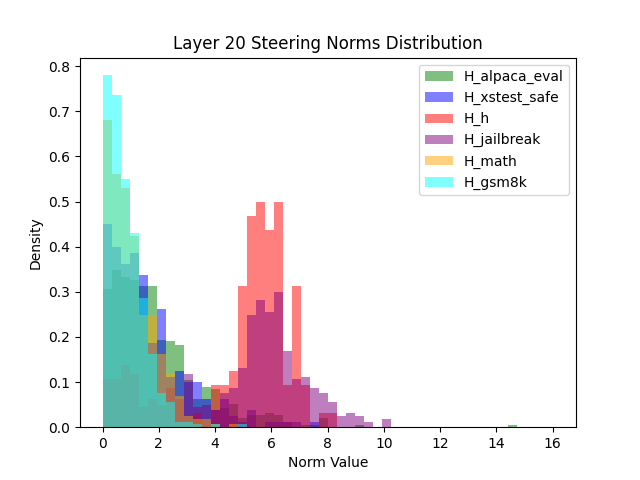 Layer 20 Steering Norms Distribution
H_alpaca_eval
H_xstest_safe
H_h
H_jailbreak
H_math
H_gsm8k
Density
0.8
0.7
0.6
0.5
0.4
0.3
0.2
0.1
0.0
0 2 4 6 8 10 12 14 16
Norm Value